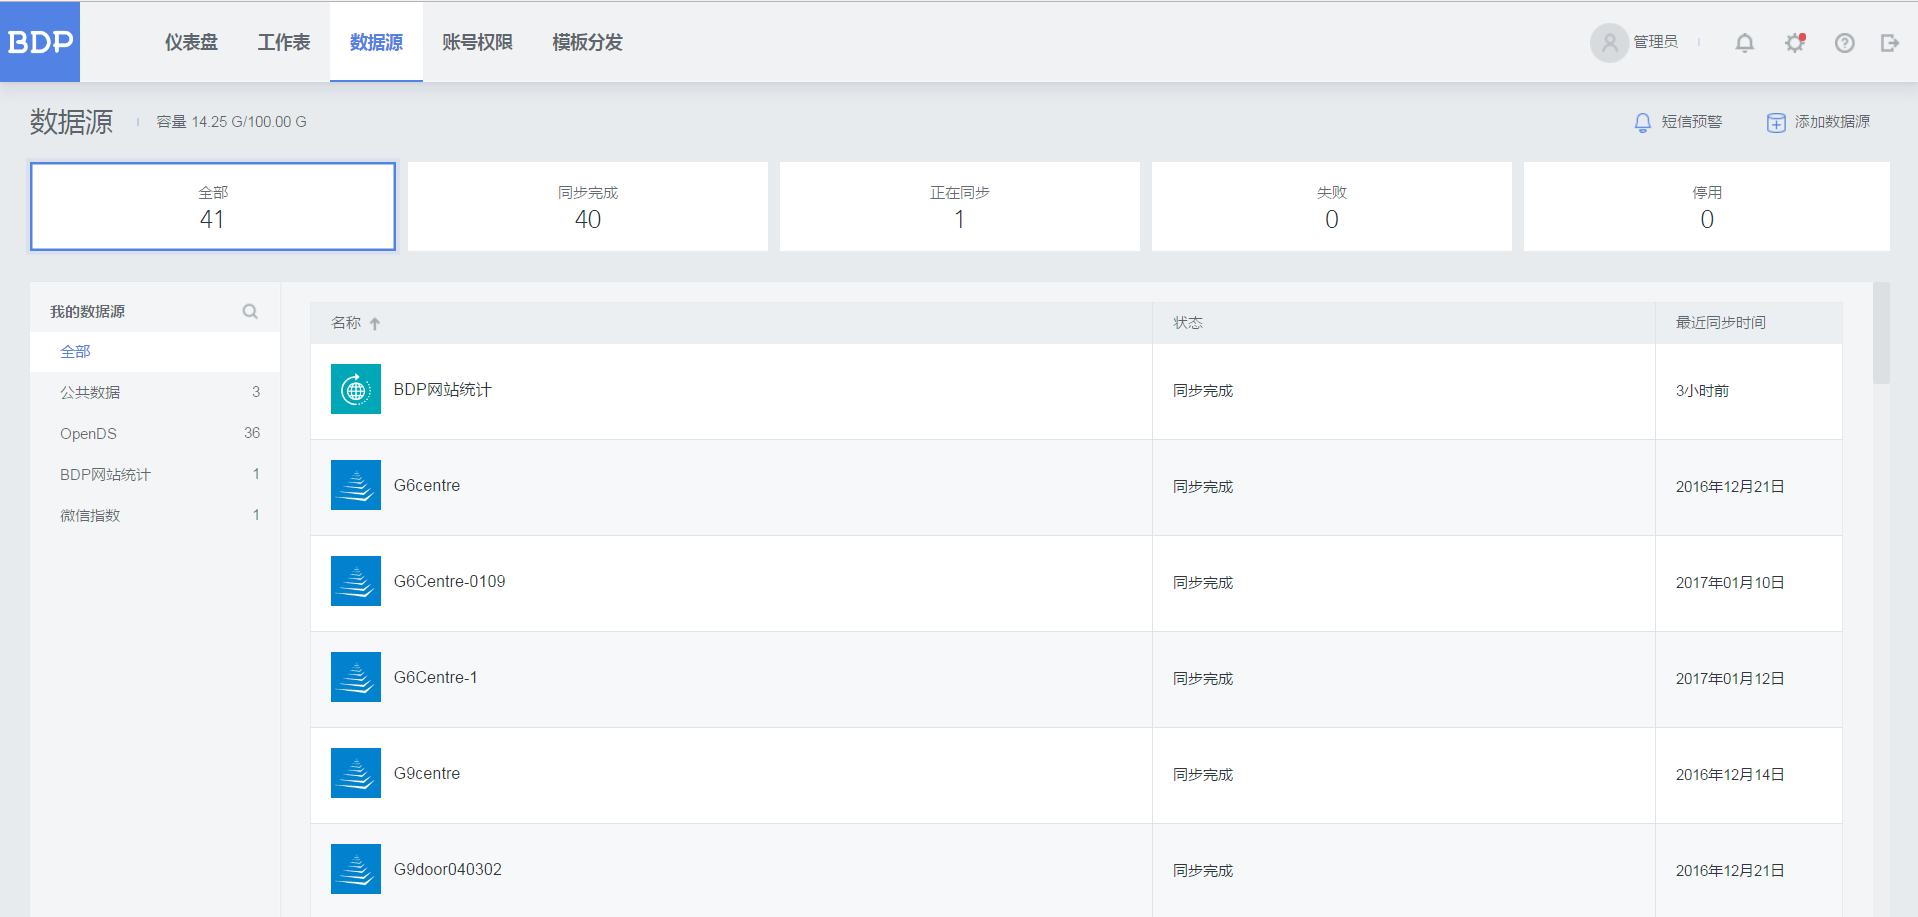 BDP 仪表盘 工作表 数据源 账号权限 模板分发 管理员
数据源 容量 14.25 G/100.00 G 短信预警 添加数据源
全部 同步完成 正在同步 失败 停用
41 40 1 0 0
我的数据源
全部
公共数据 3
OpenDS 36
BDP网站统计 1
微信指数 1
名称 状态 最近同步时间
BDP网站统计 同步完成 3小时前
G6centre 同步完成 2016年12月21日
G6Centre-0109 同步完成 2017年01月10日
G6Centre-1 同步完成 2017年01月12日
G9centre 同步完成 2016年12月14日
G9door040302 同步完成 2016年12月21日